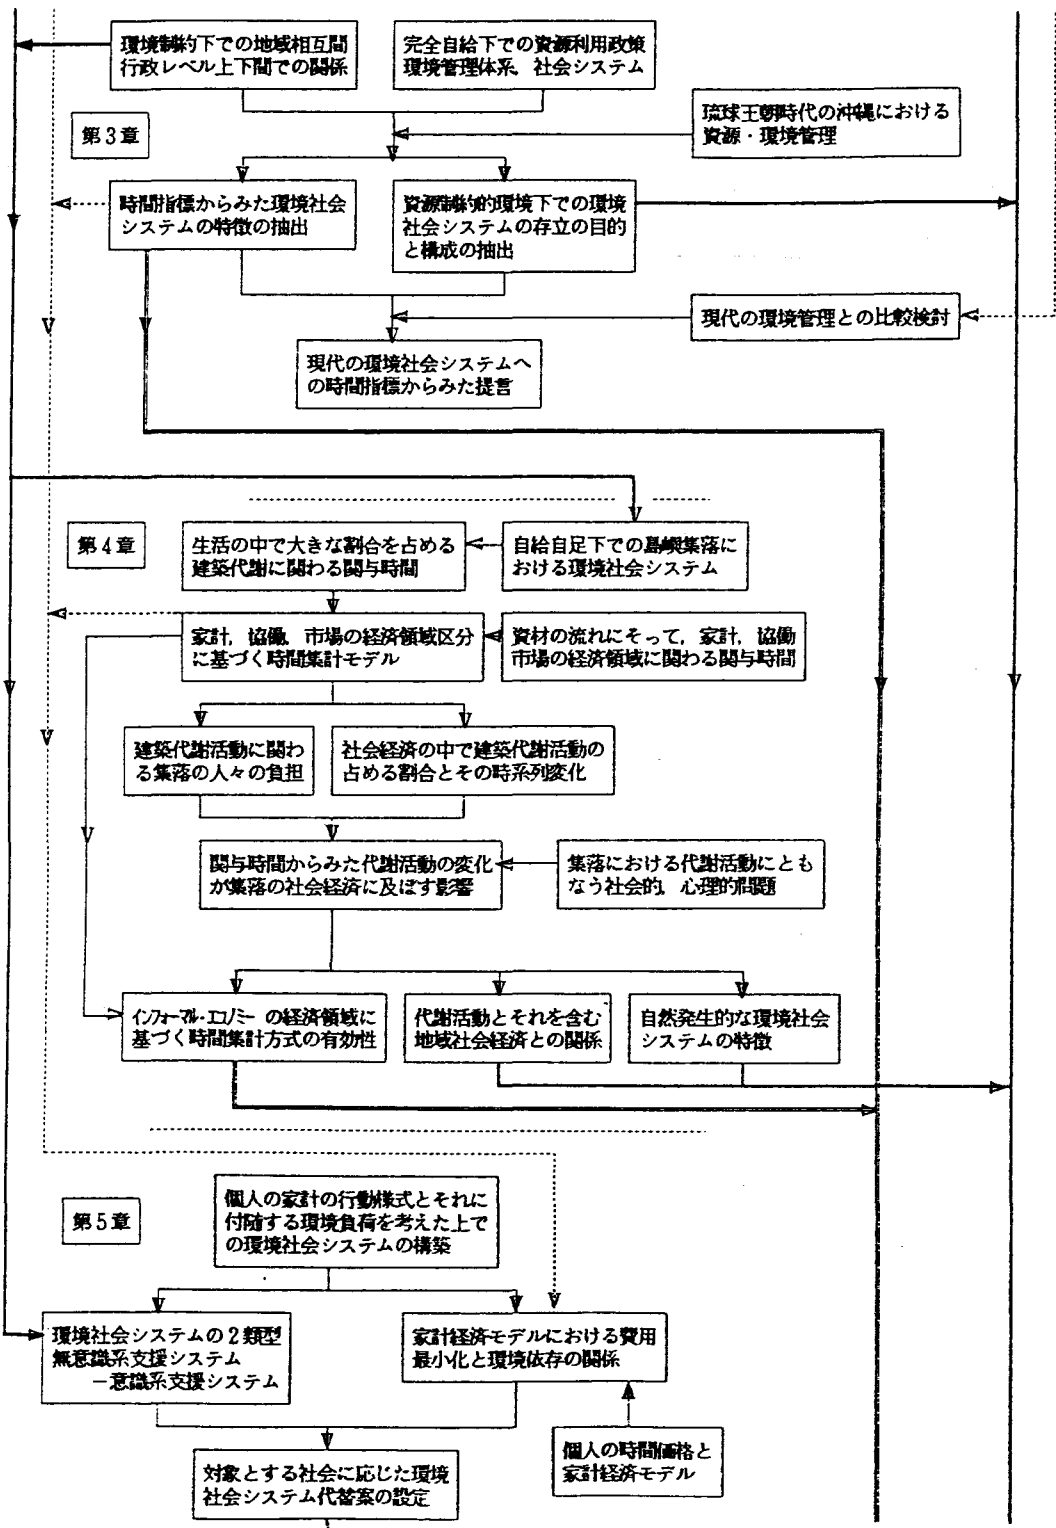 環境制約下での地域相互間
行政レベル上下間での関係
完全自給下での資源利用政策
環境管理体系、社会システム
第3章
琉球王朝時代の沖縄における
資源・環境管理
時間指標からみた環境社会
システムの特徴の抽出
資源制約的環境下での環境
社会システムの存立の目的
と構成の抽出
現代の環境管理との比較検討
現代の環境社会システムへ
の時間指標からみた提言
第4章
生活の中で大きな割合を占める
建築代謝に関わる関与時間
自給自足下での島嶼集落に
おける環境社会システム
家計, 協働, 市場の経済領域区分
に基づく時間集計モデル
資材の流れにそって, 家計, 協働
市場の経済領域に関わる関与時間
建築代謝活動に関わ
る集落の人々の負担
社会経済の中で建築代謝活動の
占める割合とその時系列変化
関与時間からみた代謝活動の変化
が集落の社会経済に及ぼす影響
集落における代謝活動にとも
なう社会的, 心理的問題
インフォーマル・エコノミーの経済領域に
基づく時間集計方式の有効性
代謝活動とそれを含む
地域社会経済との関係
自然発生的な環境社会
システムの特徴
第5章
個人の家計の行動様式とそれに
付随する環境負荷を考えた上で
の環境社会システムの構築
環境社会システムの2類型
無意識系支援システム
－意識系支援システム
家計経済モデルにおける費用
最小化と環境依存の関係
個人の時間価格と
家計経済モデル
対象とする社会に応じた環境
社会システム代替案の設定